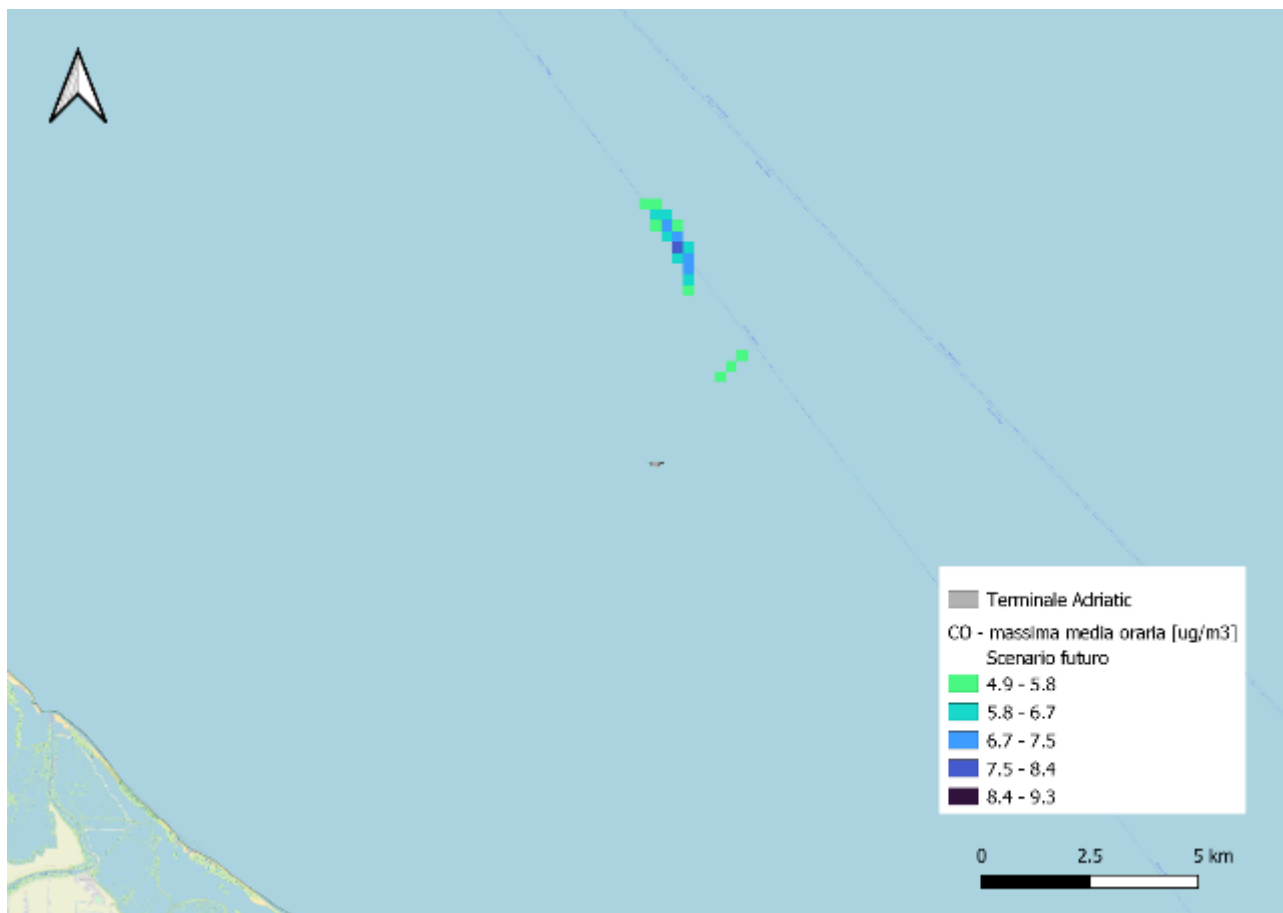 Terminale Adriatic
CO - massima media oraria [ug/m3]
Scenario futuro
4.9 - 5.8
5.8 - 6.7
6.7 - 7.5
7.5 - 8.4
8.4 - 9.3
0 2.5 5 km